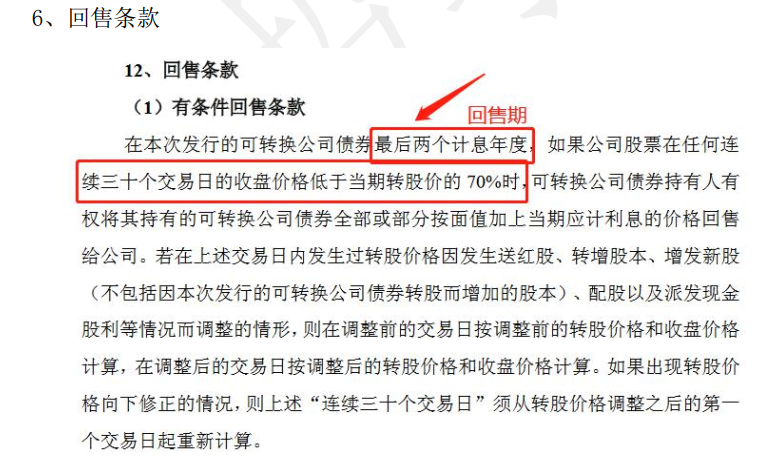 6、回售条款
12、回售条款
（1）有条件回售条款
回售期
在本次发行的可转换公司债券最后两个计息年度，如果公司股票在任何连
续三十个交易日的收盘价格低于当期转股价的 70%时，可转换公司债券持有人有
权将其持有的可转换公司债券全部或部分按面值加上当期应计利息的价格回售
给公司。若在上述交易日内发生过转股价格因发生送红股、转增股本、增发新股
（不包括因本次发行的可转换公司债券转股而增加的股本）、配股以及派发现金
股利等情况而调整的情形，则在调整前的交易日按调整前的转股价格和收盘价格
计算，在调整后的交易日按调整后的转股价格和收盘价格计算。如果出现转股价
格向下修正的情况，则上述“连续三十个交易日”须从转股价格调整之后的第一
个交易日起重新计算。